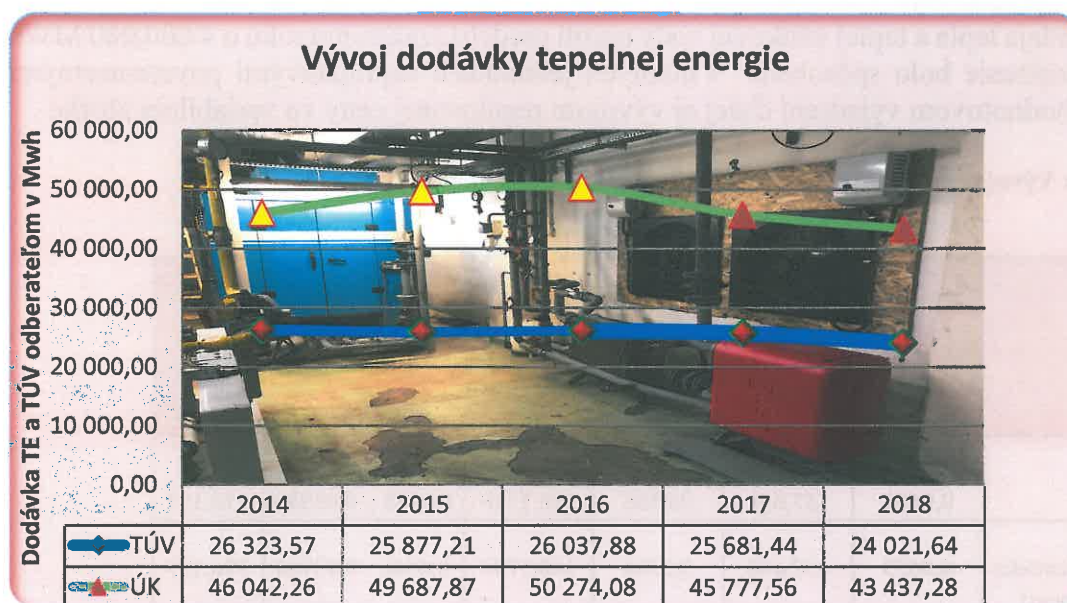 Vývoj dodávky tepelnej energie
Dodávka TE a TÚV odberateľom v Mwh
60 000,00
50 000,00
40 000,00
30 000,00
20 000,00
10 000,00
0,00
2014 2015 2016 2017 2018
TÚV 26 323,57 25 877,21 26 037,88 25 681,44 24 021,64
ÚK 46 042,26 49 687,87 50 274,08 45 777,56 43 437,28